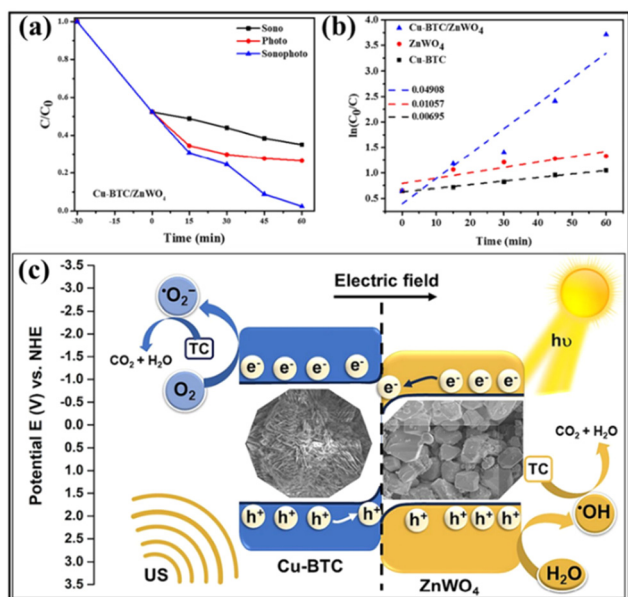 (a)
Sono
Photo
Sonophoto
C/C₀
1.0
0.8
0.6
0.4
0.2
0.0
Cu-BTC/ZnWO₄
-30
-15
0
15
30
45
60
Time (min)
(b)
Cu-BTC/ZnWO₄
ZnWO₄
Cu-BTC
0.04908
0.01057
0.00695
ln(C₀/C)
4.0
3.5
3.0
2.5
2.0
1.5
1.0
0.5
0.0
0
10
20
30
40
50
60
Time (min)
(c)
Potential E (V) vs. NHE
-3.5
-3.0
-2.5
-2.0
-1.5
-1.0
-0.5
0.0
0.5
1.0
1.5
2.0
2.5
3.0
3.5
Electric field
•O₂⁻
TC
CO₂ + H₂O
O₂
e⁻ e⁻ e⁻ e⁻
e⁻ e⁻ e⁻ e⁻
hυ
CO₂ + H₂O
TC
•OH
h⁺ h⁺ h⁺ h⁺
h⁺ h⁺ h⁺ h⁺
H₂O
US
Cu-BTC
ZnWO₄